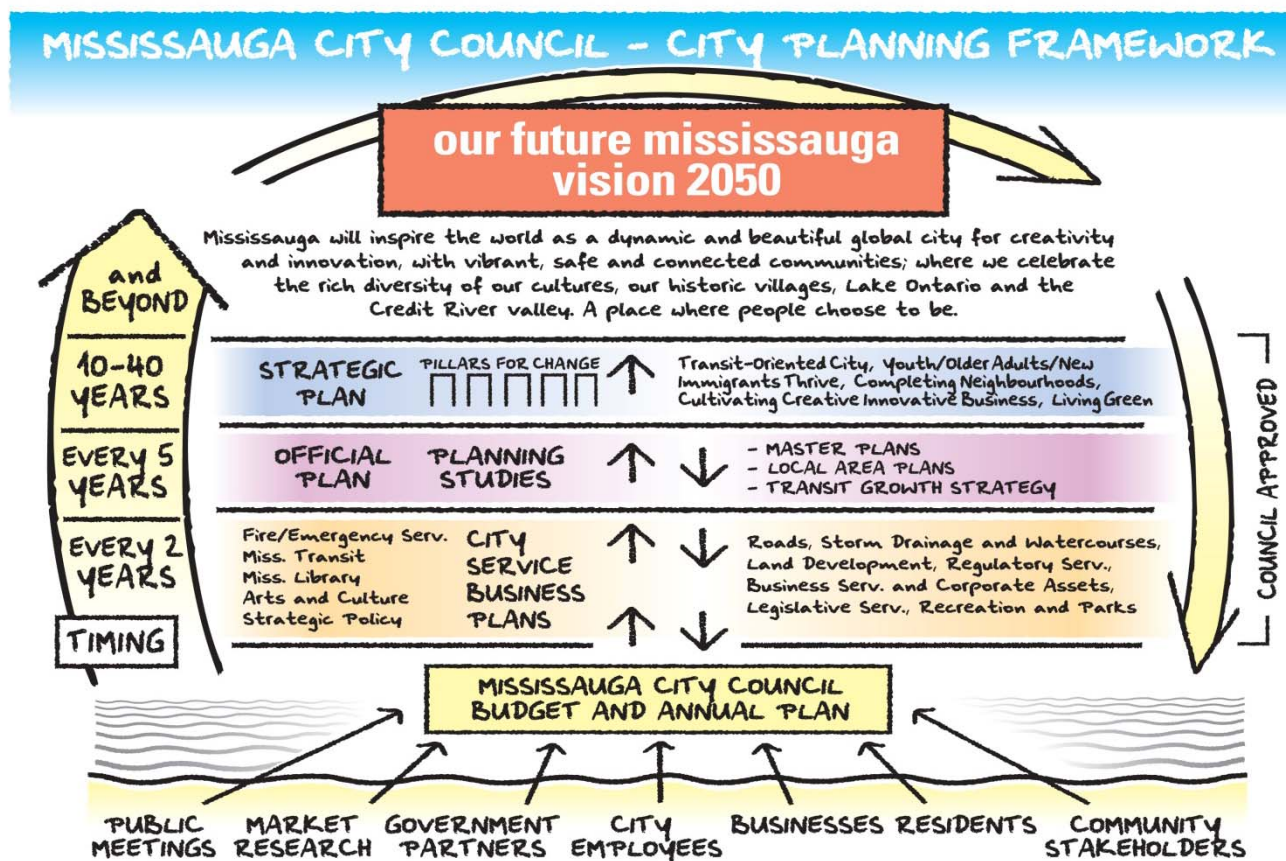 MISSISSAUGA CITY COUNCIL – CITY PLANNING FRAMEWORK
our future mississauga
vision 2050
Mississauga will inspire the world as a dynamic and beautiful global city for creativity
and innovation, with vibrant, safe and connected communities; where we celebrate
the rich diversity of our cultures, our historic villages, Lake Ontario and the
Credit River valley. A place where people choose to be.
and
BEYOND
10-40
YEARS
STRATEGIC
PLAN
PILLARS FOR CHANGE
Transit-Oriented City, Youth/Older Adults/New
Immigrants Thrive, Completing Neighbourhoods,
Cultivating Creative Innovative Business, Living Green
EVERY 5
YEARS
OFFICIAL
PLAN
PLANNING
STUDIES
- MASTER PLANS
- LOCAL AREA PLANS
- TRANSIT GROWTH STRATEGY
EVERY 2
YEARS
Fire/Emergency Serv.
Miss. Transit
Miss. Library
Arts and Culture
Strategic Policy
CITY
SERVICE
BUSINESS
PLANS
Roads, Storm Drainage and Watercourses,
Land Development, Regulatory Serv.,
Business Serv. and Corporate Assets,
Legislative Serv., Recreation and Parks
COUNCIL APPROVED
TIMING
MISSISSAUGA CITY COUNCIL
BUDGET AND ANNUAL PLAN
PUBLIC
MEETINGS
MARKET
RESEARCH
GOVERNMENT
PARTNERS
CITY
EMPLOYEES
BUSINESSES
RESIDENTS
COMMUNITY
STAKEHOLDERS